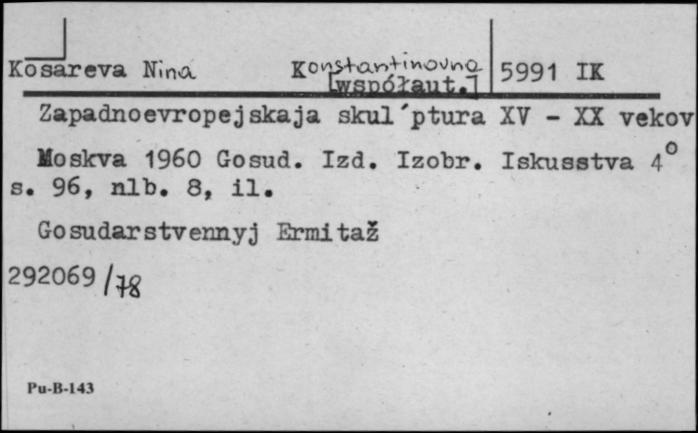 Kosareva Nina Konstantinovna 5991 IK
[współaut.]
Zapadnoevropejskaja skul´ptura XV - XX vekov
Moskva 1960 Gosud. Izd. Izobr. Iskusstva 4°
s. 96, nlb. 8, il.
Gosudarstvennyj Ermitaž
292069/78
Pu-B-143